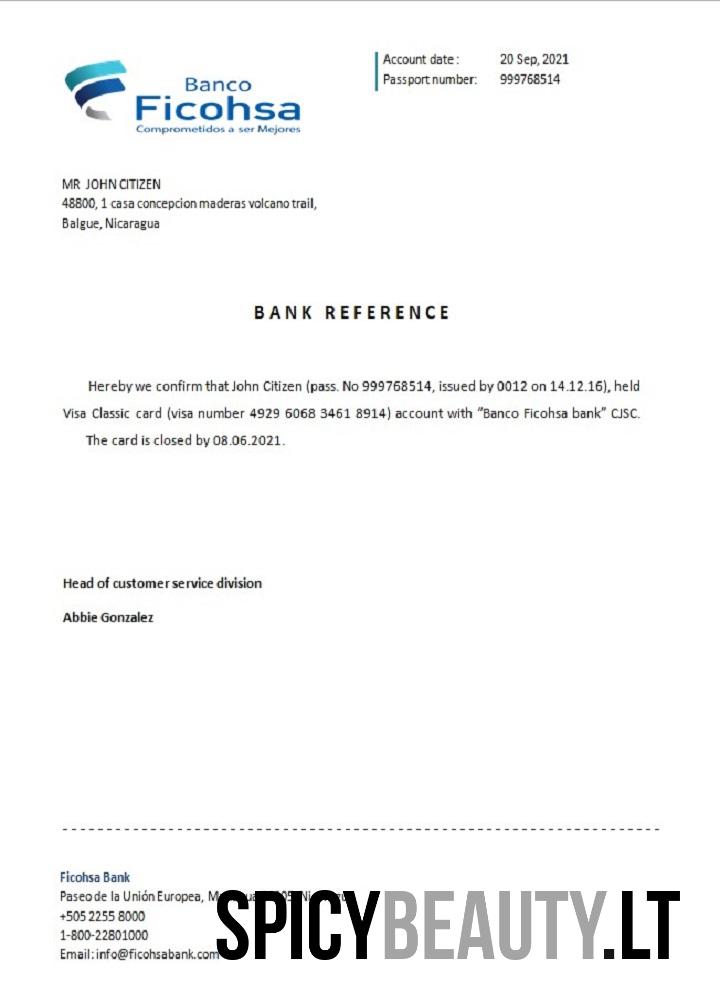 Banco
Ficohsa
Comprometidos a ser Mejores
Account date : 20 Sep, 2021
Passport number: 999768514
MR JOHN CITIZEN
48800, 1 casa concepcion maderas volcano trail,
Balgue, Nicaragua
BANK REFERENCE
Hereby we confirm that John Citizen (pass. No 999768514, issued by 0012 on 14.12.16), held
Visa Classic card (visa number 4929 6068 3461 8914) account with “Banco Ficohsa bank” CJSC.
The card is closed by 08.06.2021.
Head of customer service division
Abbie Gonzalez
Ficohsa Bank
Paseo de la Unión Europea,
+505 2255 8000
1-800-22801000
Email: info@ficohsabank.com
SPICYBEAUTY.LT